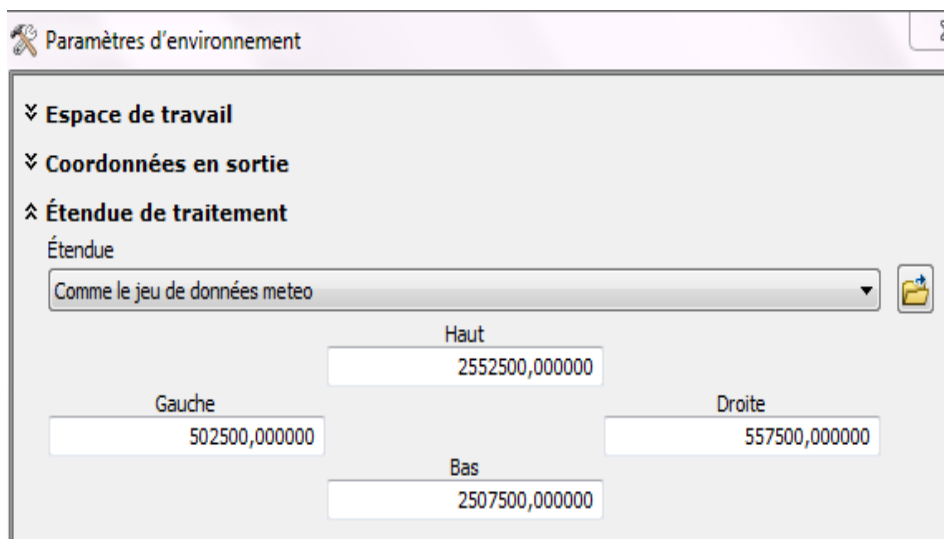 Paramètres d'environnement
Espace de travail
Coordonnées en sortie
Étendue de traitement
Étendue
Comme le jeu de données meteo
Haut
2552500,000000
Gauche
Droite
502500,000000
557500,000000
Bas
2507500,000000